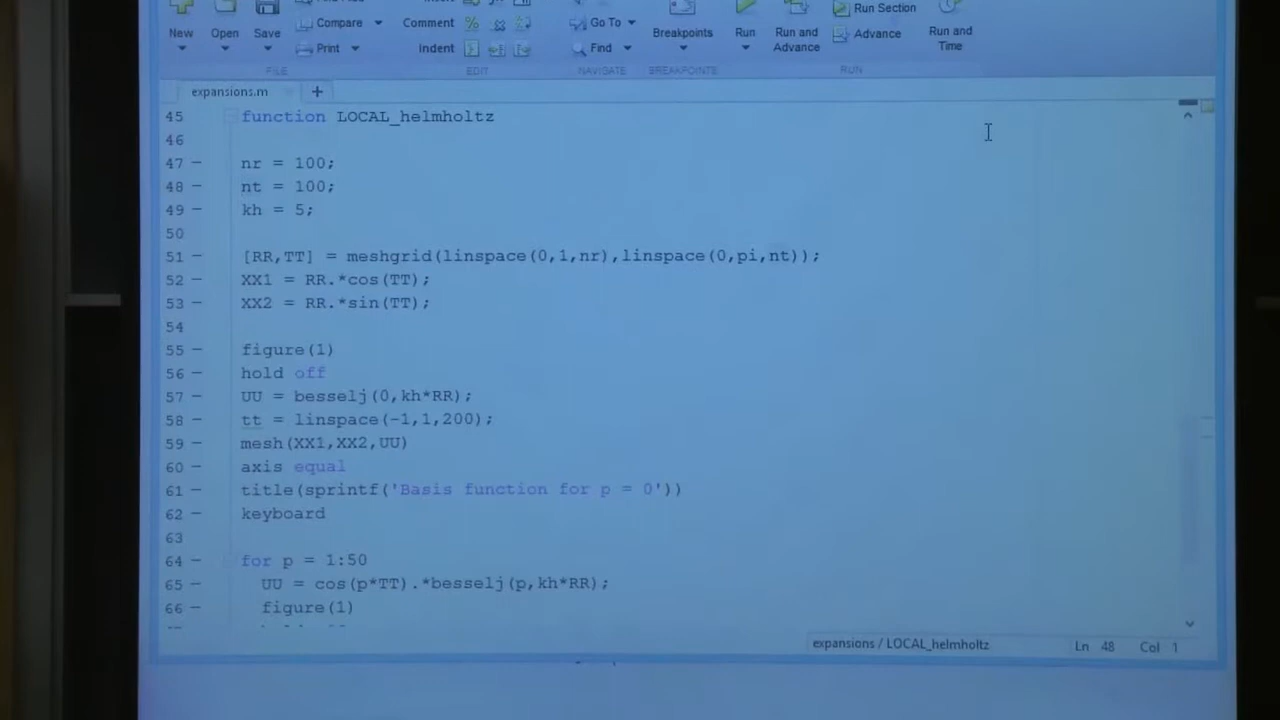 Compare
Comment
Go To
Run Section
New
Open
Save
Print
Indent
Find
Breakpoints
Run
Run and
Advance
Advance
Run and
Time
FILE
EDIT
NAVIGATE
BREAKPOINTS
RUN
expansions.m
45 function LOCAL_helmholtz
46
47 - nr = 100;
48 - nt = 100;
49 - kh = 5;
50
51 - [RR,TT] = meshgrid(linspace(0,1,nr),linspace(0,pi,nt));
52 - XX1 = RR.*cos(TT);
53 - XX2 = RR.*sin(TT);
54
55 - figure(1)
56 - hold off
57 - UU = besselj(0,kh*RR);
58 - tt = linspace(-1,1,200);
59 - mesh(XX1,XX2,UU)
60 - axis equal
61 - title(sprintf('Basis function for p = 0'))
62 - keyboard
63
64 - for p = 1:50
65 - UU = cos(p*TT).*besselj(p,kh*RR);
66 - figure(1)
expansions / LOCAL_helmholtz
Ln 48 Col 1